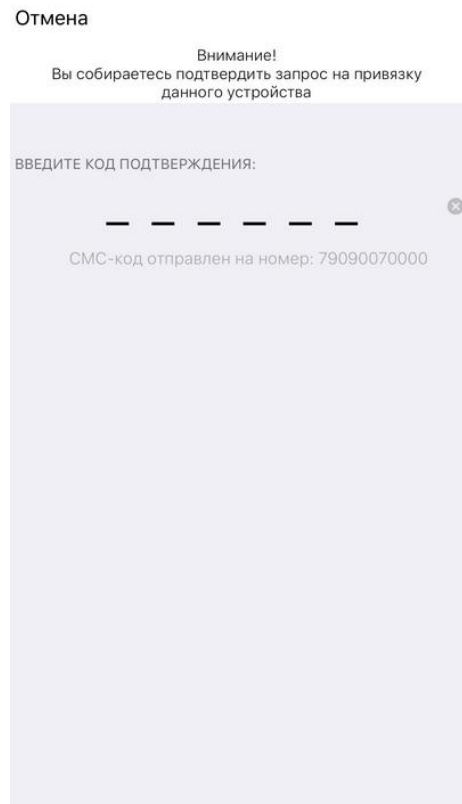 Отмена
Внимание!
Вы собираетесь подтвердить запрос на привязку
данного устройства
ВВЕДИТЕ КОД ПОДТВЕРЖДЕНИЯ:
СМС-код отправлен на номер: 79090070000